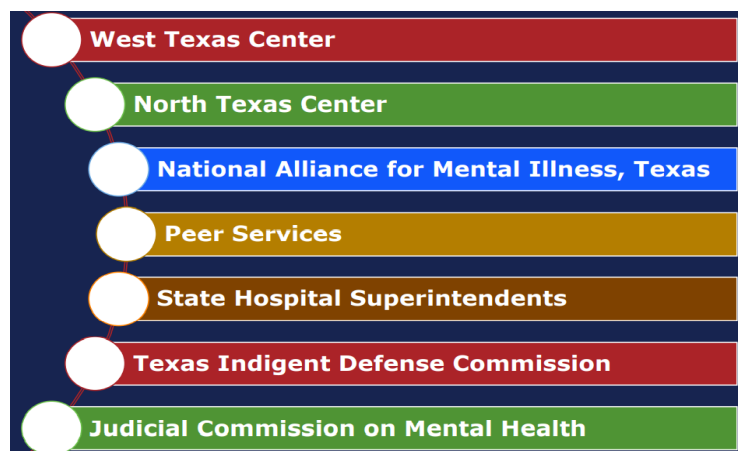 West Texas Center
North Texas Center
National Alliance for Mental Illness, Texas
Peer Services
State Hospital Superintendents
Texas Indigent Defense Commission
Judicial Commission on Mental Health